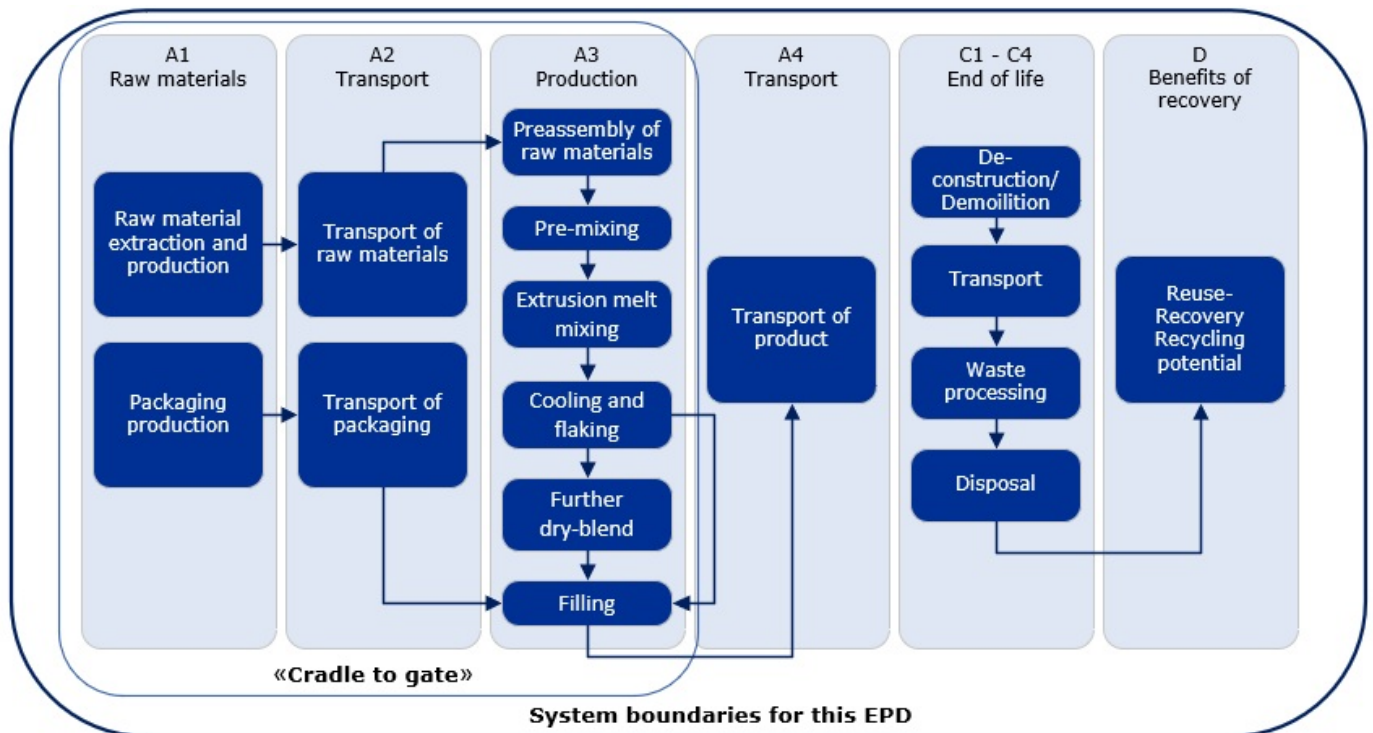 A1
Raw materials
A2
Transport
A3
Production
A4
Transport
C1 - C4
End of life
D
Benefits of
recovery
Raw material
extraction and
production
Packaging
production
Transport of
raw materials
Transport of
packaging
Preassembly of
raw materials
Pre-mixing
Extrusion melt
mixing
Cooling and
flaking
Further
dry-blend
Filling
Transport of
product
De-
construction/
Demoilition
Transport
Waste
processing
Disposal
Reuse-
Recovery
Recycling
potential
«Cradle to gate»
System boundaries for this EPD